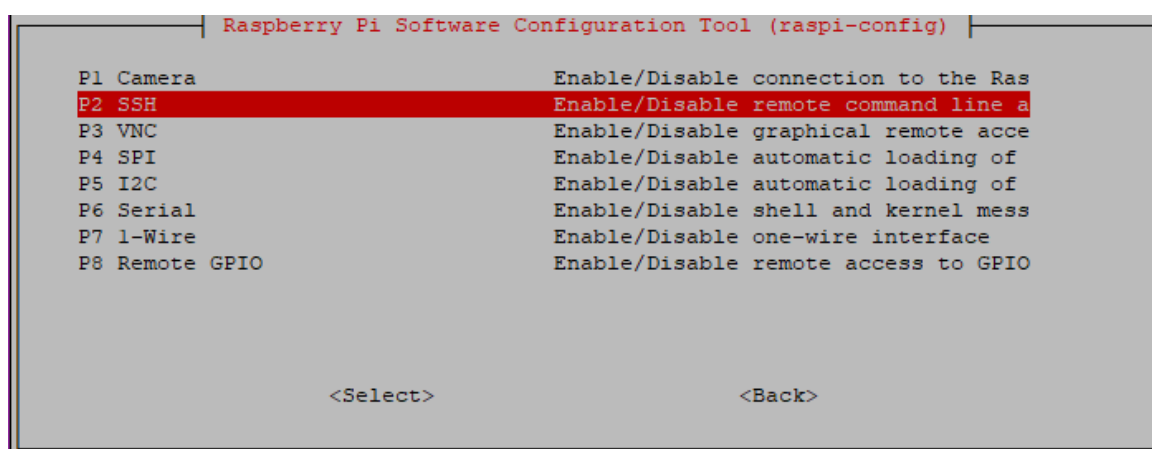 Raspberry Pi Software Configuration Tool (raspi-config)
P1 Camera Enable/Disable connection to the Ras
P2 SSH Enable/Disable remote command line a
P3 VNC Enable/Disable graphical remote acce
P4 SPI Enable/Disable automatic loading of
P5 I2C Enable/Disable automatic loading of
P6 Serial Enable/Disable shell and kernel mess
P7 1-Wire Enable/Disable one-wire interface
P8 Remote GPIO Enable/Disable remote access to GPIO
<Select> <Back>